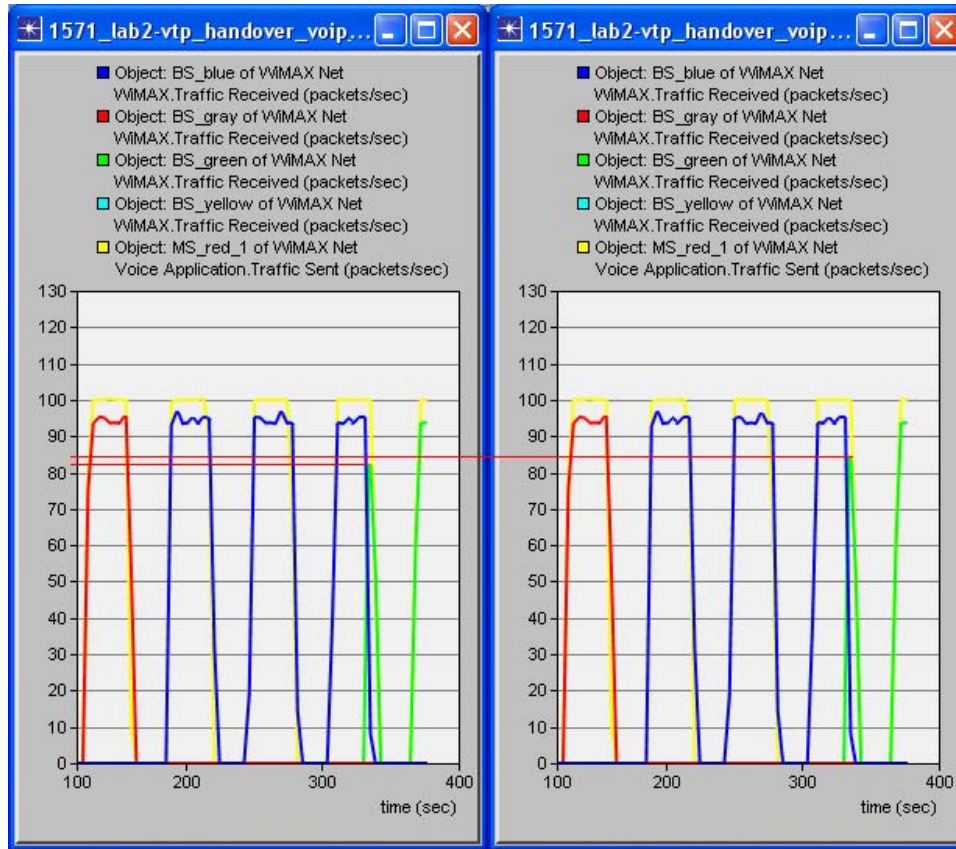 1571_lab2-vtp_handover_voip...
Object: BS_blue of WiMAX Net
WiMAX.Traffic Received (packets/sec)
Object: BS_gray of WiMAX Net
WiMAX.Traffic Received (packets/sec)
Object: BS_green of WiMAX Net
WiMAX.Traffic Received (packets/sec)
Object: BS_yellow of WiMAX Net
WiMAX.Traffic Received (packets/sec)
Object: MS_red_1 of WiMAX Net
Voice Application.Traffic Sent (packets/sec)
130
120
110
100
90
80
70
60
50
40
30
20
10
0
100 200 300 400
time (sec)
1571_lab2-vtp_handover_voip...
Object: BS_blue of WiMAX Net
WiMAX.Traffic Received (packets/sec)
Object: BS_gray of WiMAX Net
WiMAX.Traffic Received (packets/sec)
Object: BS_green of WiMAX Net
WiMAX.Traffic Received (packets/sec)
Object: BS_yellow of WiMAX Net
WiMAX.Traffic Received (packets/sec)
Object: MS_red_1 of WiMAX Net
Voice Application.Traffic Sent (packets/sec)
130
120
110
100
90
80
70
60
50
40
30
20
10
0
100 200 300 400
time (sec)